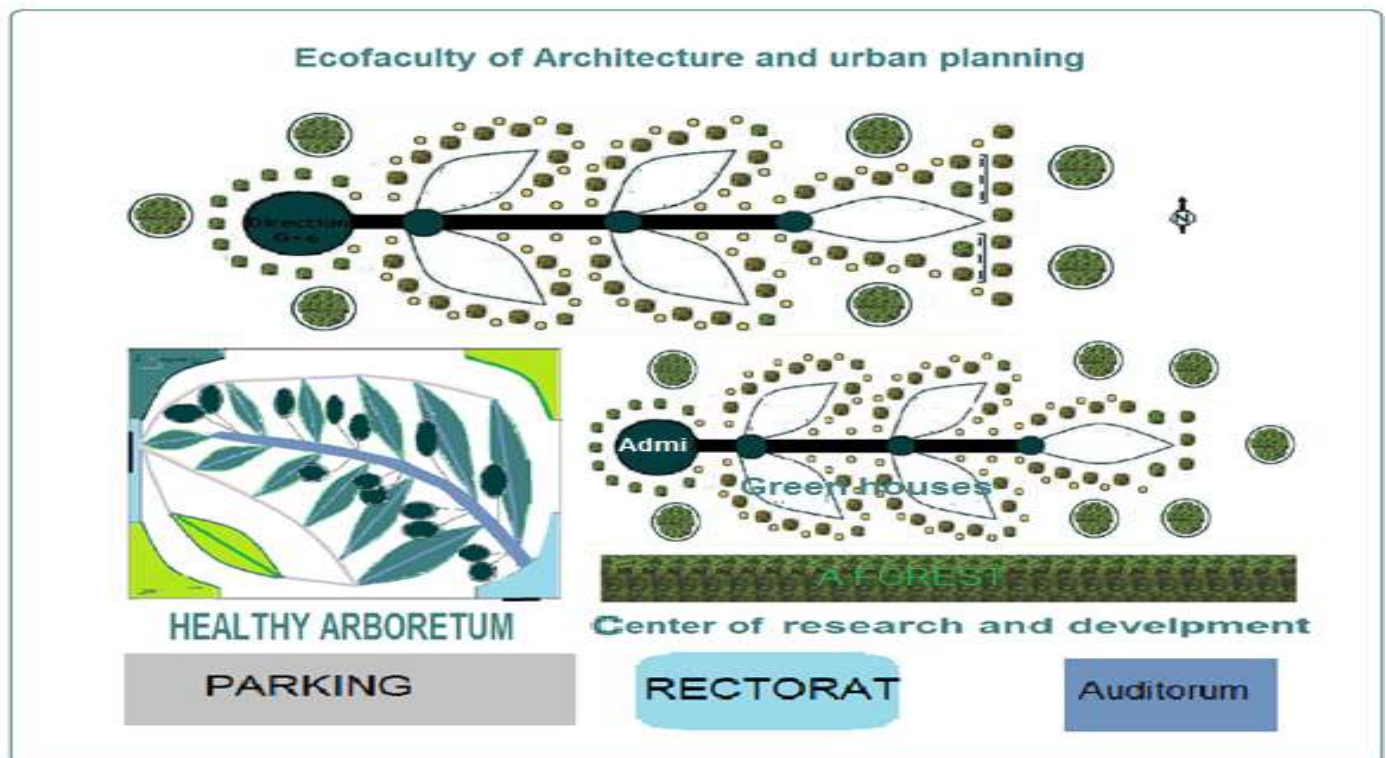 Ecofaculty of Architecture and urban planning
Direction
N
Admi
Green houses
A FOREST
HEALTHY ARBORETUM
Center of research and develpment
PARKING
RECTORAT
Auditorum